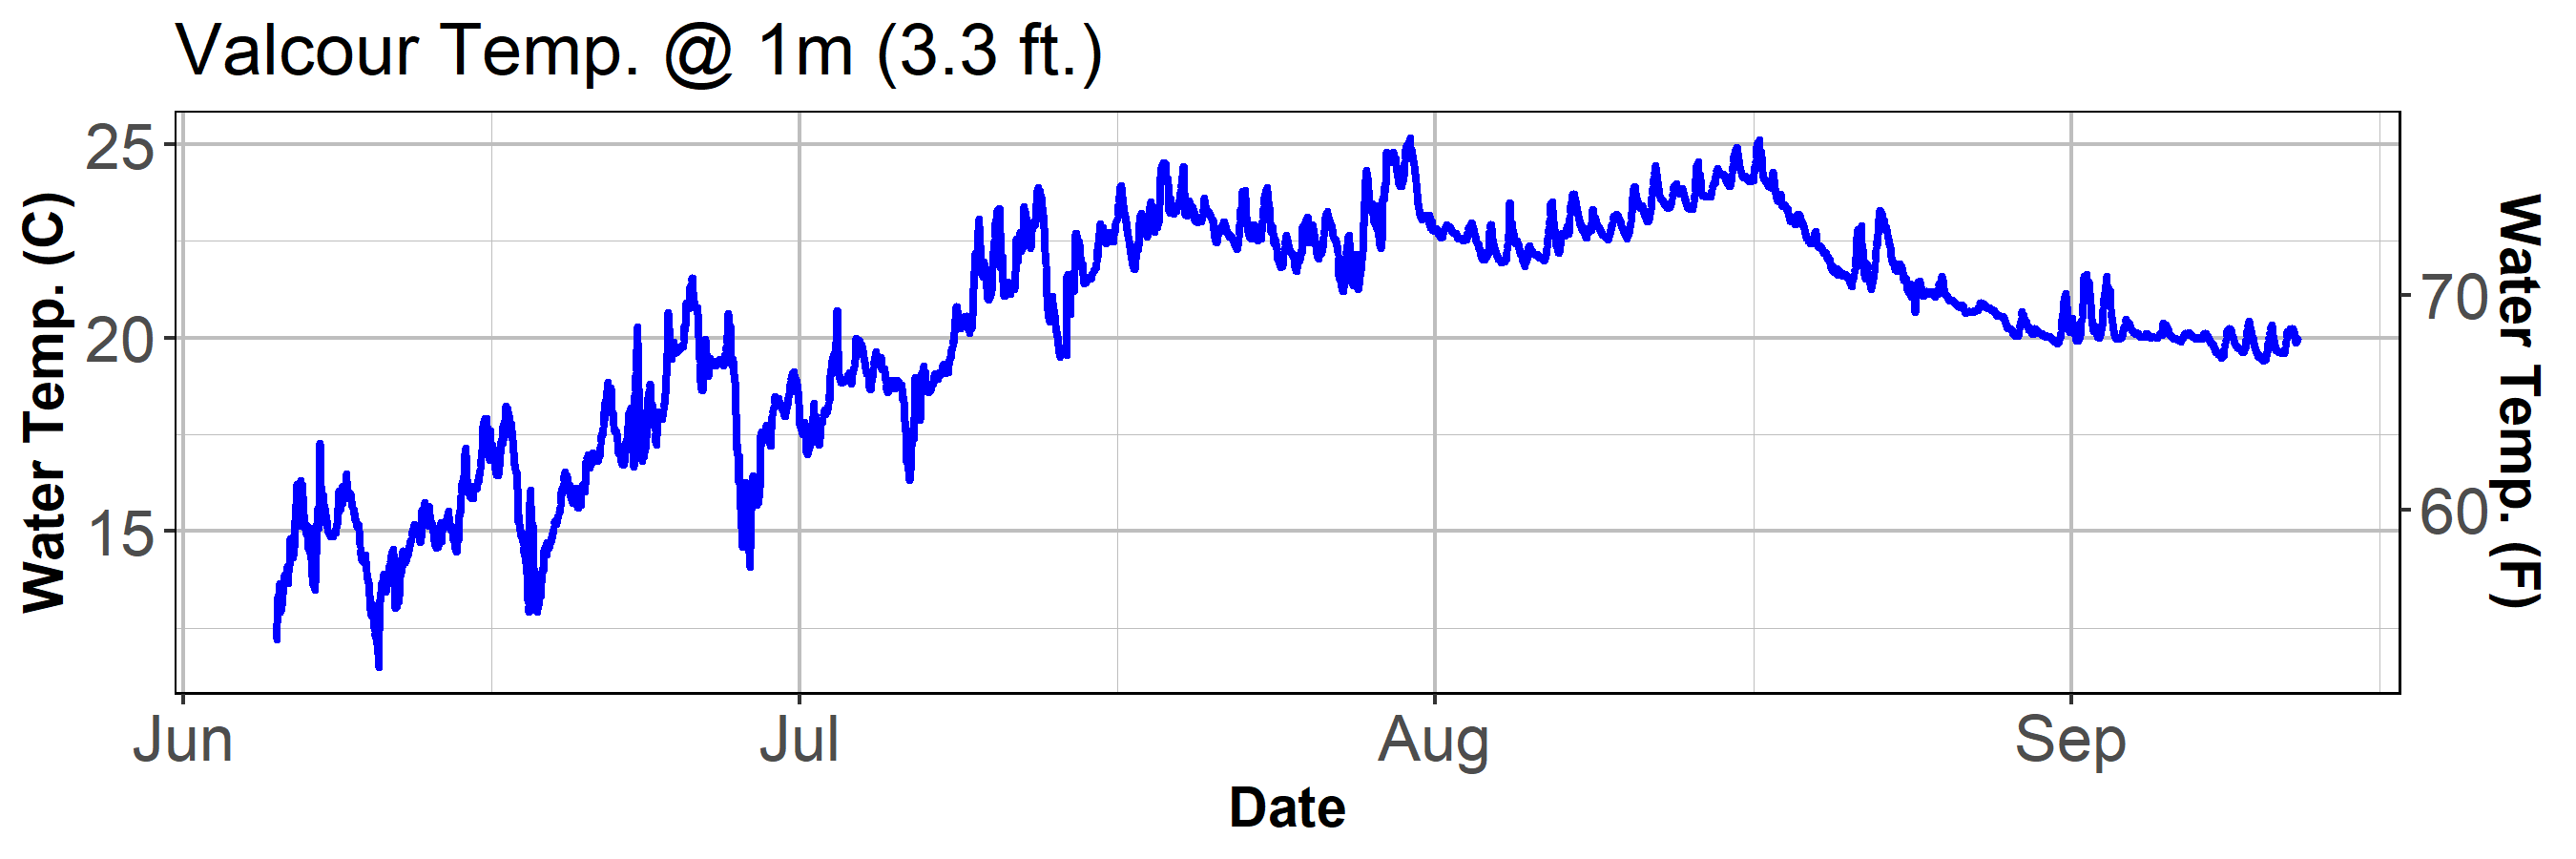 Valcour Temp. @ 1m (3.3 ft.)
Water Temp. (C)
25
20
15
70
60
Water Temp. (F)
Jun Jul Aug Sep
Date